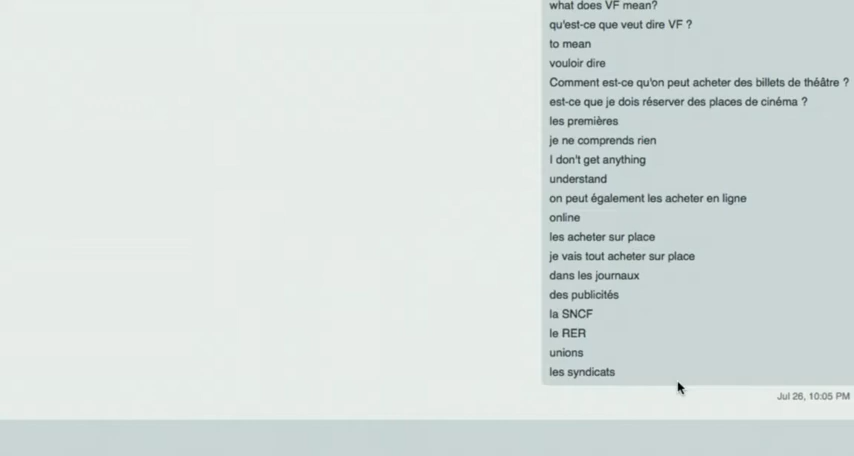 what does VF mean?
qu'est-ce que veut dire VF ?
to mean
vouloir dire
Comment est-ce qu'on peut acheter des billets de théâtre ?
est-ce que je dois réserver des places de cinéma ?
les premières
je ne comprends rien
I don't get anything
understand
on peut également les acheter en ligne
online
les acheter sur place
je vais tout acheter sur place
dans les journaux
des publicités
la SNCF
le RER
unions
les syndicats
Jul 26, 10:05 PM